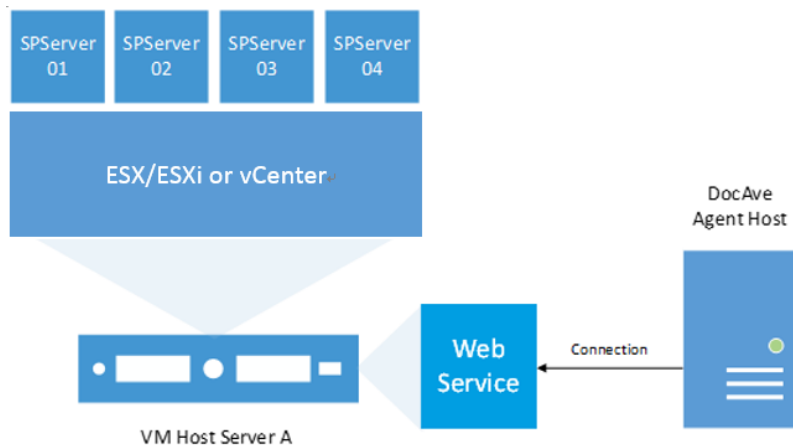 SPServer
01
SPServer
02
SPServer
03
SPServer
04
ESX/ESXi or vCenter
DocAve
Agent Host
Web
Service
Connection
VM Host Server A